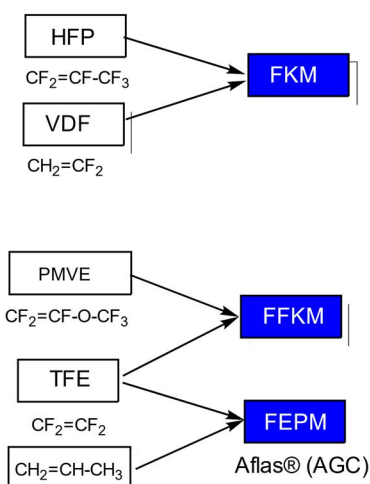 HFP
FKM
CF₂=CF-CF₃
VDF
CH₂=CF₂
PMVE
FFKM
CF₂=CF-O-CF₃
TFE
FEPM
CF₂=CF₂
Aflas® (AGC)
CH₂=CH-CH₃